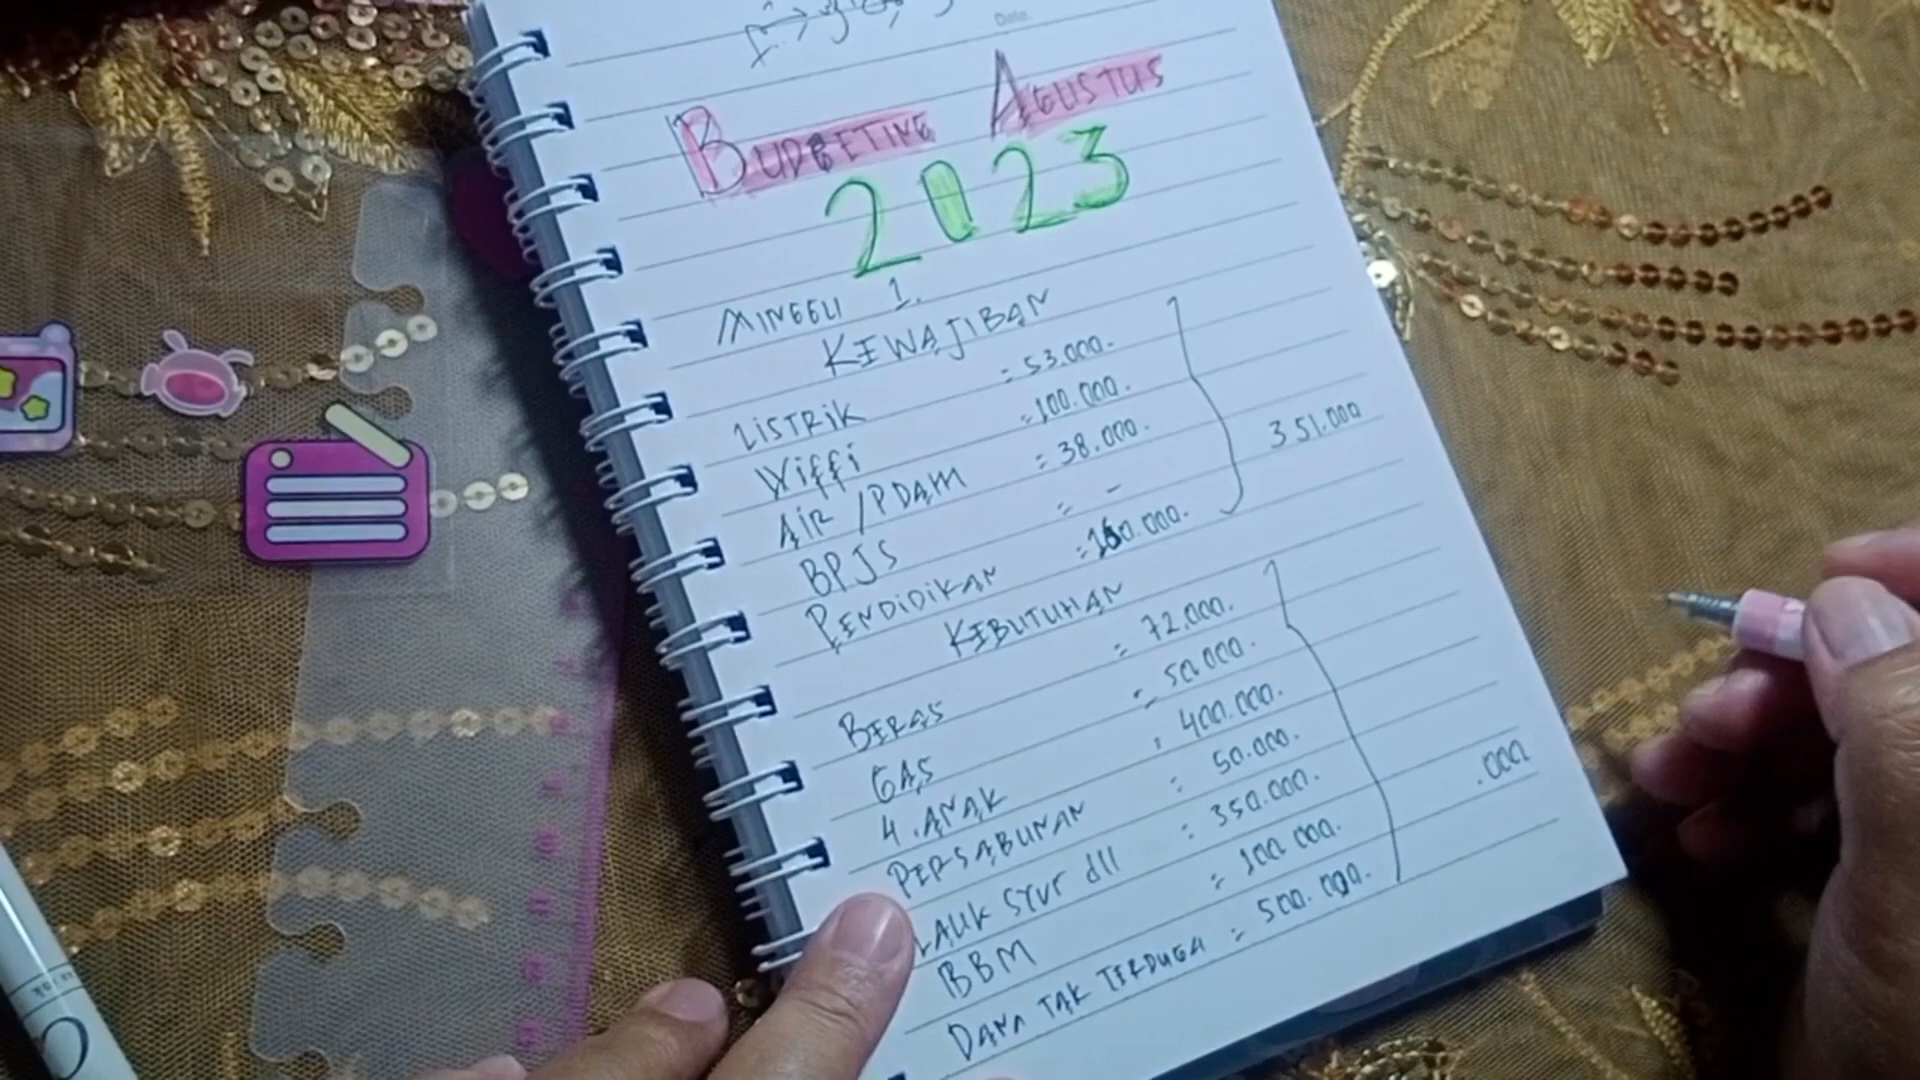 Date
BUDGETING AGUSTUS
2023
MINGGU 1.
KEWAJIBAN
LISTRIK = 53.000.
Wiffi = 100.000.
AIR / PDAM = 38.000.
BPJS = -
PENDIDIKAN = 160.000.
351.000
KEBUTUHAN
BERAS = 72.000.
GAS = 50.000.
4. ANAK = 400.000.
PERSABUNAN = 50.000.
LAUK SYUR dll = 350.000.
BBM = 100.000.
DANA TAK TERDUGA = 500.000.
.000